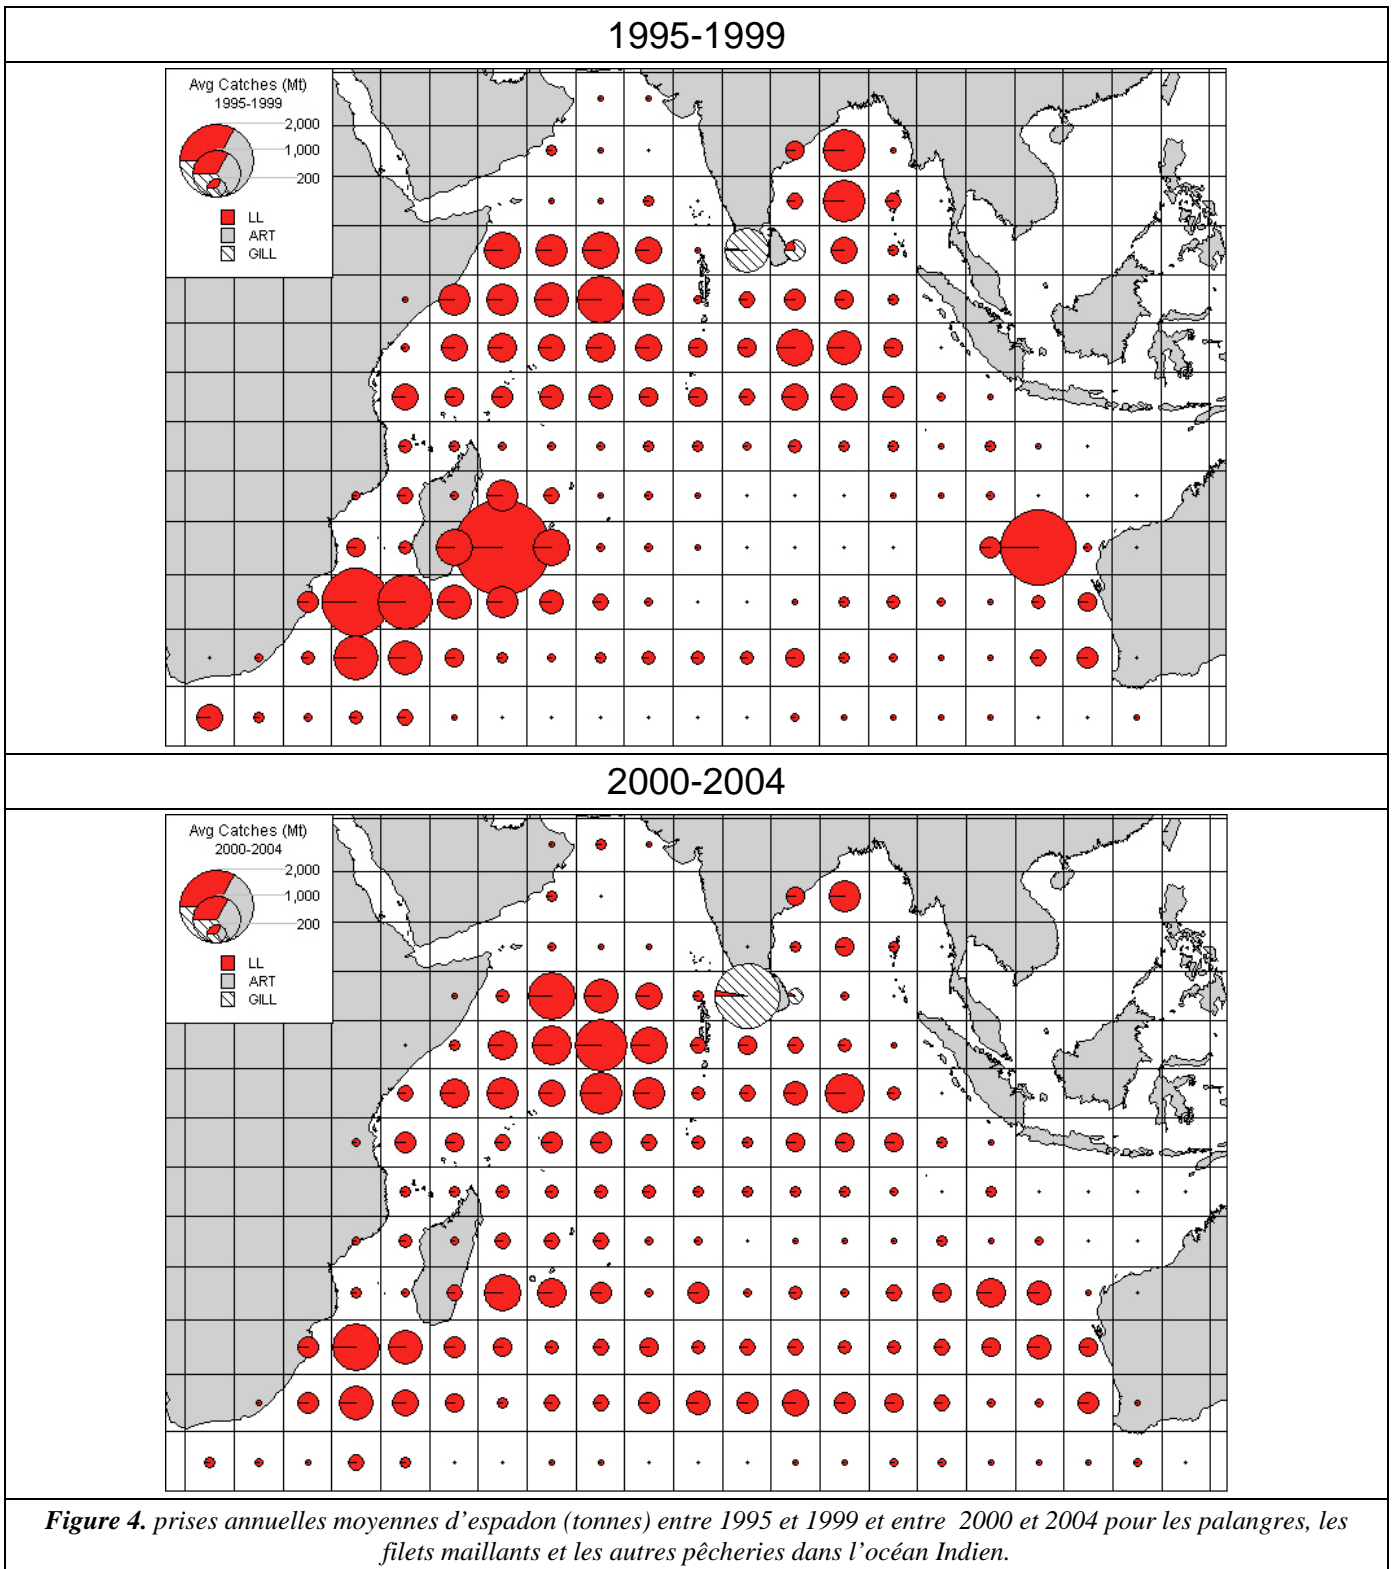 1995-1999
Avg Catches (Mt)
1995-1999
2,000
1,000
200
LL
ART
GILL
2000-2004
Avg Catches (Mt)
2000-2004
2,000
1,000
200
LL
ART
GILL
Figure 4. prises annuelles moyennes d'espadon (tonnes) entre 1995 et 1999 et entre 2000 et 2004 pour les palangres, les
filets maillants et les autres pêcheries dans l'océan Indien.